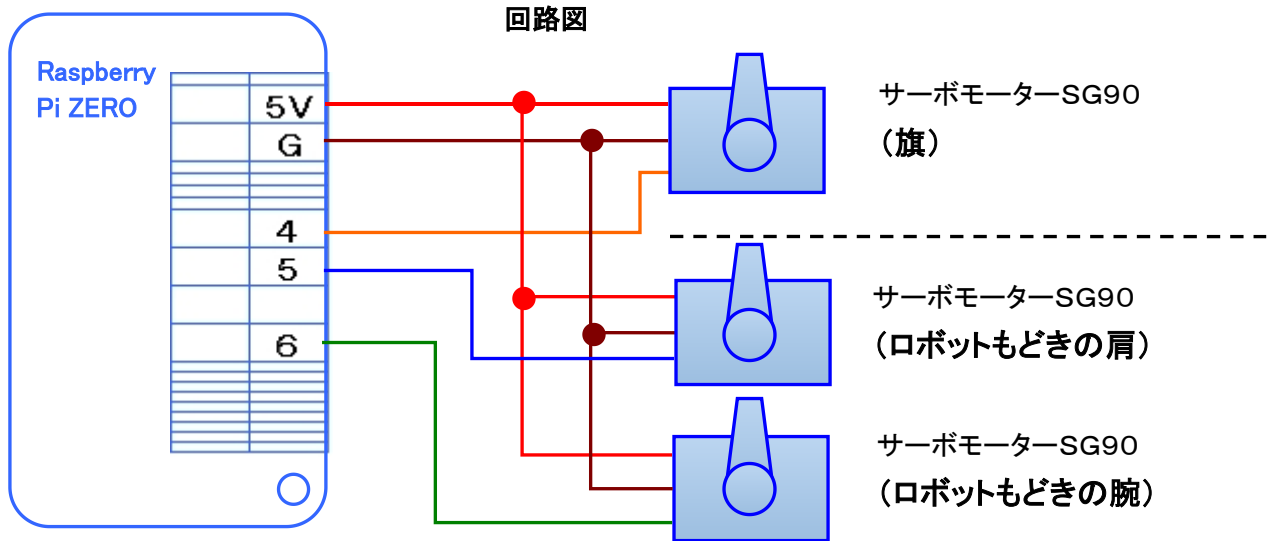 回路図
Raspberry
Pi ZERO
5V
G
4
5
6
サーボモーターSG90
（旗）
サーボモーターSG90
（ロボットもどきの肩）
サーボモーターSG90
（ロボットもどきの腕）